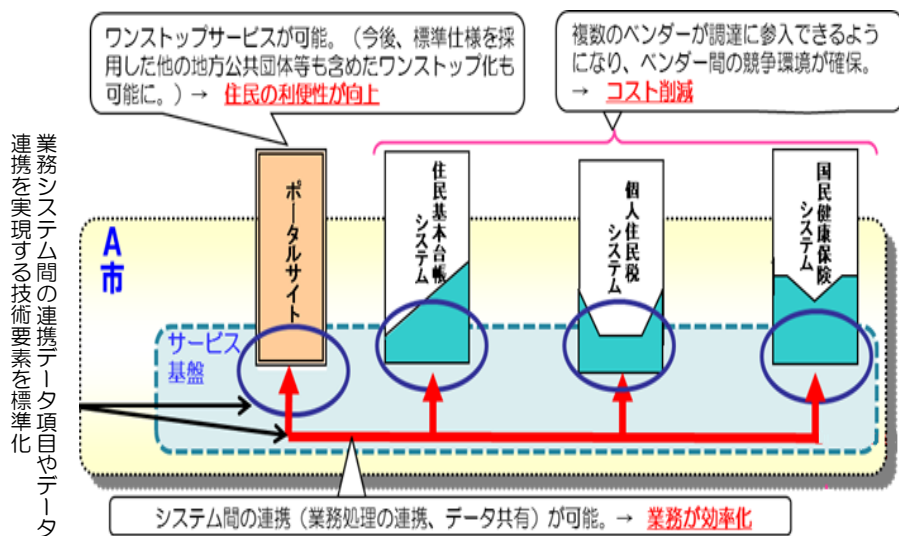 ワンストップサービスが可能。（今後、標準仕様を採
用した他の地方公共団体等も含めたワンストップ化も
可能に。）→ 住民の利便性が向上
複数のベンダーが調達に参入できるよう
になり、ベンダー間の競争環境が確保。
→ コスト削減
業務システム間の連携データ項目やデータ
連携を実現する技術要素を標準化
A市
ポータルサイト
住民基本台帳
システム
個人住民税
システム
国民健康保険
システム
サービス
基盤
システム間の連携（業務処理の連携、データ共有）が可能。→ 業務が効率化